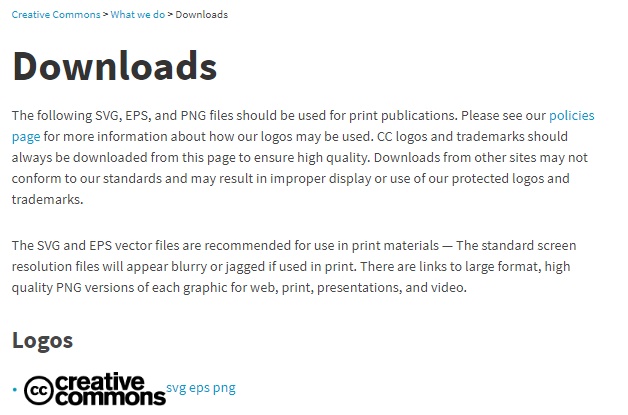 Creative Commons > What we do > Downloads
Downloads
The following SVG, EPS, and PNG files should be used for print publications. Please see our policies
page for more information about how our logos may be used. CC logos and trademarks should
always be downloaded from this page to ensure high quality. Downloads from other sites may not
conform to our standards and may result in improper display or use of our protected logos and
trademarks.
The SVG and EPS vector files are recommended for use in print materials — The standard screen
resolution files will appear blurry or jagged if used in print. There are links to large format, high
quality PNG versions of each graphic for web, print, presentations, and video.
Logos
• cc creative
commons svg eps png